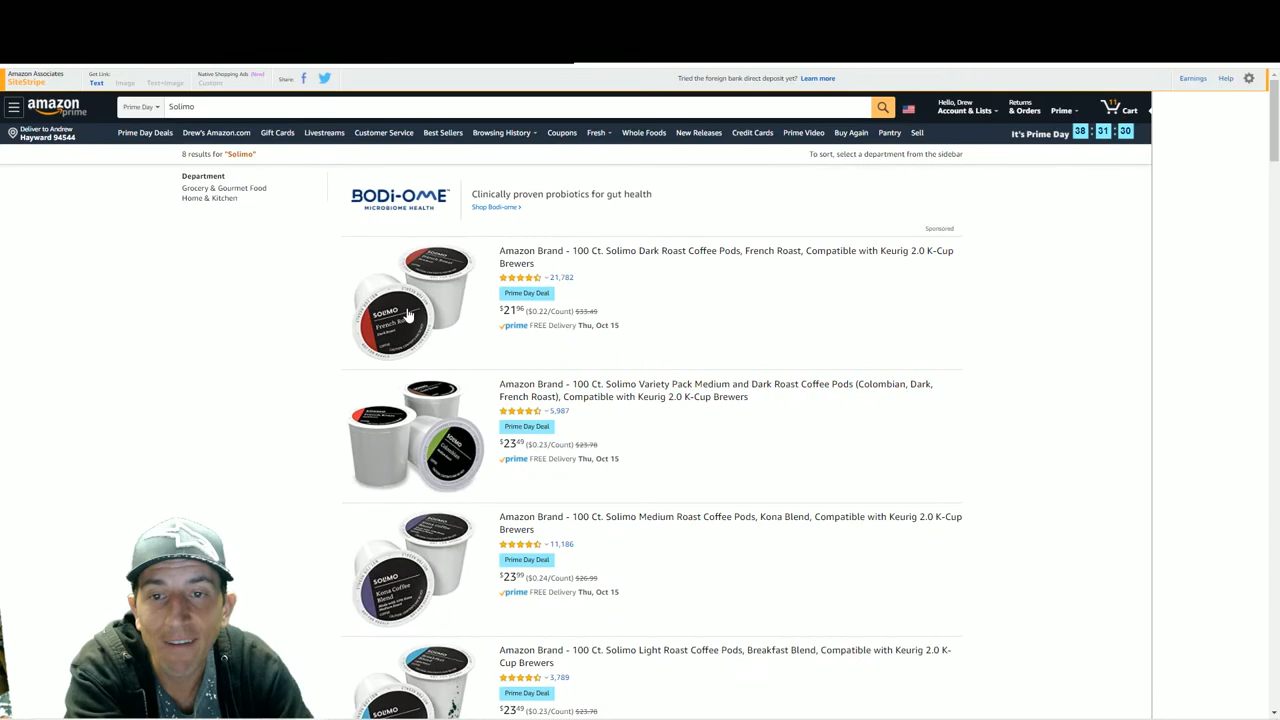 Amazon Associates
SiteStripe
Get Link:
Text Image Text+Image
Native Shopping Ads (New)
Custom
Share:
Tried the foreign bank direct deposit yet? Learn more
Earnings Help
amazon
prime
Prime Day
Solimo
Hello, Drew
Account & Lists
Returns
& Orders
Prime
11
Cart
Deliver to Andrew
Hayward 94544
Prime Day Deals Drew's Amazon.com Gift Cards Livestreams Customer Service Best Sellers Browsing History Coupons Fresh Whole Foods New Releases Credit Cards Prime Video Buy Again Pantry Sell
It's Prime Day 38 : 31 : 30
8 results for "Solimo"
To sort, select a department from the sidebar
Department
Grocery & Gourmet Food
Home & Kitchen
BODi-OME
MICROBIOME HEALTH
Clinically proven probiotics for gut health
Shop Bodi-ome ›
Sponsored
SOLIMO
Amazon Brand - 100 Ct. Solimo Dark Roast Coffee Pods, French Roast, Compatible with Keurig 2.0 K-Cup
Brewers
21,782
Prime Day Deal
$2196 ($0.22/Count) $33.49
prime FREE Delivery Thu, Oct 15
Amazon Brand - 100 Ct. Solimo Variety Pack Medium and Dark Roast Coffee Pods (Colombian, Dark,
French Roast), Compatible with Keurig 2.0 K-Cup Brewers
5,987
Prime Day Deal
$2349 ($0.23/Count) $23.78
prime FREE Delivery Thu, Oct 15
SOLIMO
Kona Coffee
Blend
Amazon Brand - 100 Ct. Solimo Medium Roast Coffee Pods, Kona Blend, Compatible with Keurig 2.0 K-Cup
Brewers
11,186
Prime Day Deal
$2399 ($0.24/Count) $26.99
prime FREE Delivery Thu, Oct 15
SOLIMO
Amazon Brand - 100 Ct. Solimo Light Roast Coffee Pods, Breakfast Blend, Compatible with Keurig 2.0 K-
Cup Brewers
3,789
Prime Day Deal
$2349 ($0.23/Count) $23.78